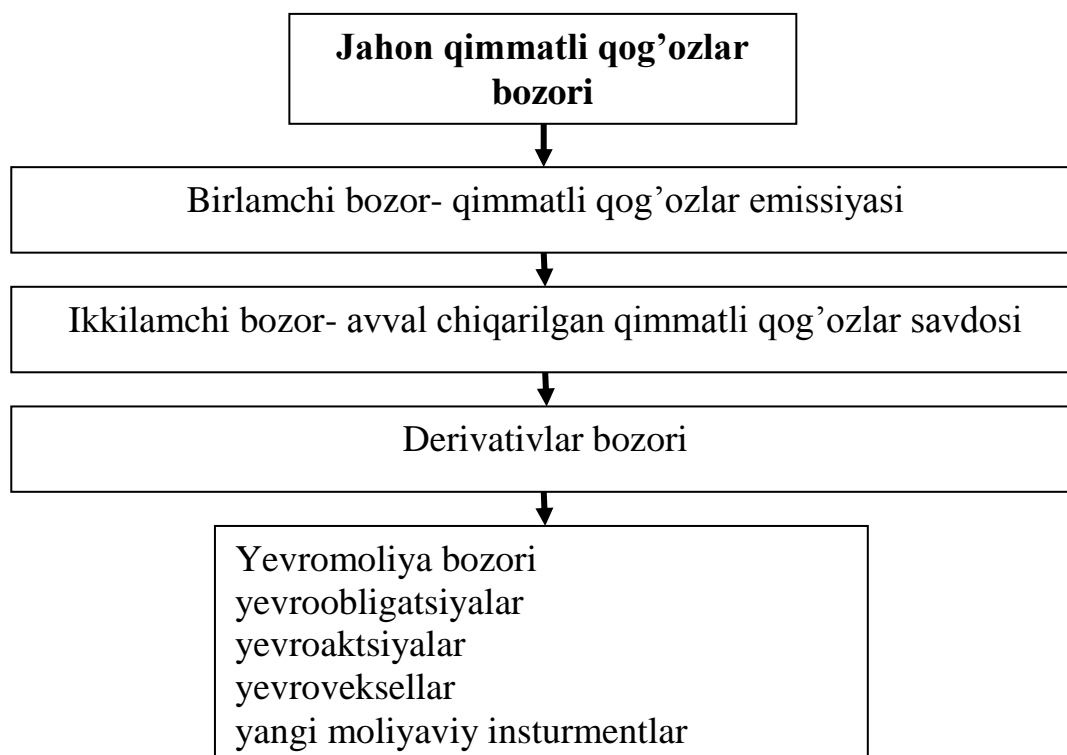 Jahon qimmatli qog’ozlar
bozori
Birlamchi bozor- qimmatli qog’ozlar emissiyasi
Ikkilamchi bozor- avval chiqarilgan qimmatli qog’ozlar savdosi
Derivativlar bozori
Yevromoliya bozori
yevroobligatsiyalar
yevroaktsiyalar
yevroveksellar
yangi moliyaviy insturmentlar